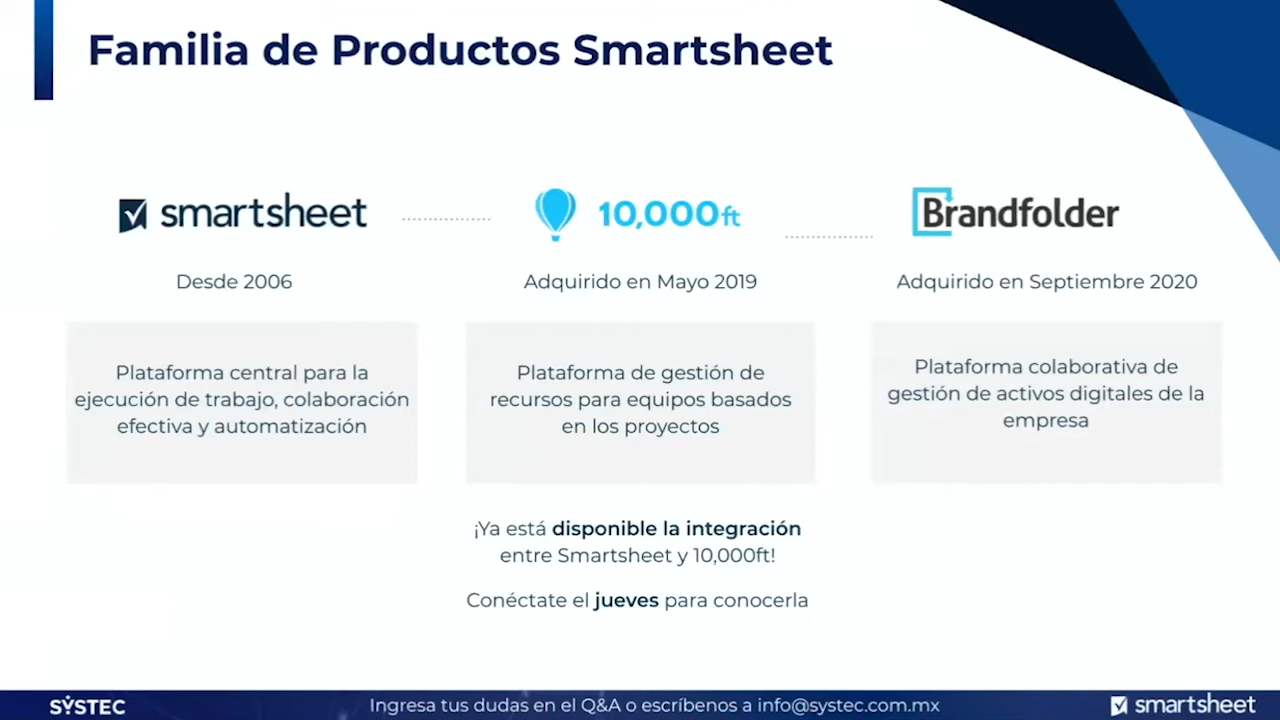 Familia de Productos Smartsheet
smartsheet
10,000ft
Brandfolder
Desde 2006
Adquirido en Mayo 2019
Adquirido en Septiembre 2020
Plataforma central para la
ejecución de trabajo, colaboración
efectiva y automatización
Plataforma de gestión de
recursos para equipos basados
en los proyectos
Plataforma colaborativa de
gestión de activos digitales de la
empresa
¡Ya está disponible la integración
entre Smartsheet y 10,000ft!
Conéctate el jueves para conocerla
SYSTEC
Ingresa tus dudas en el Q&A o escríbenos a info@systec.com.mx
smartsheet